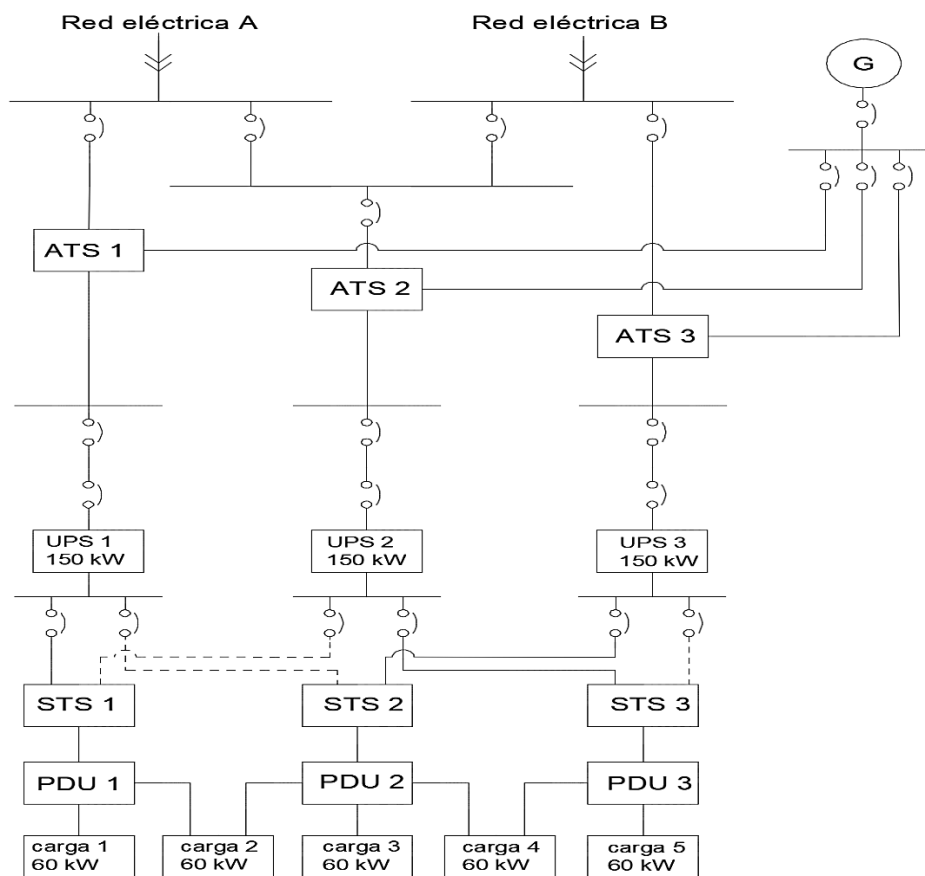 Red eléctrica A
Red eléctrica B
G
ATS 1
ATS 2
ATS 3
UPS 1
150 kW
UPS 2
150 kW
UPS 3
150 kW
STS 1
STS 2
STS 3
PDU 1
PDU 2
PDU 3
carga 1
60 kW
carga 2
60 kW
carga 3
60 kW
carga 4
60 kW
carga 5
60 kW